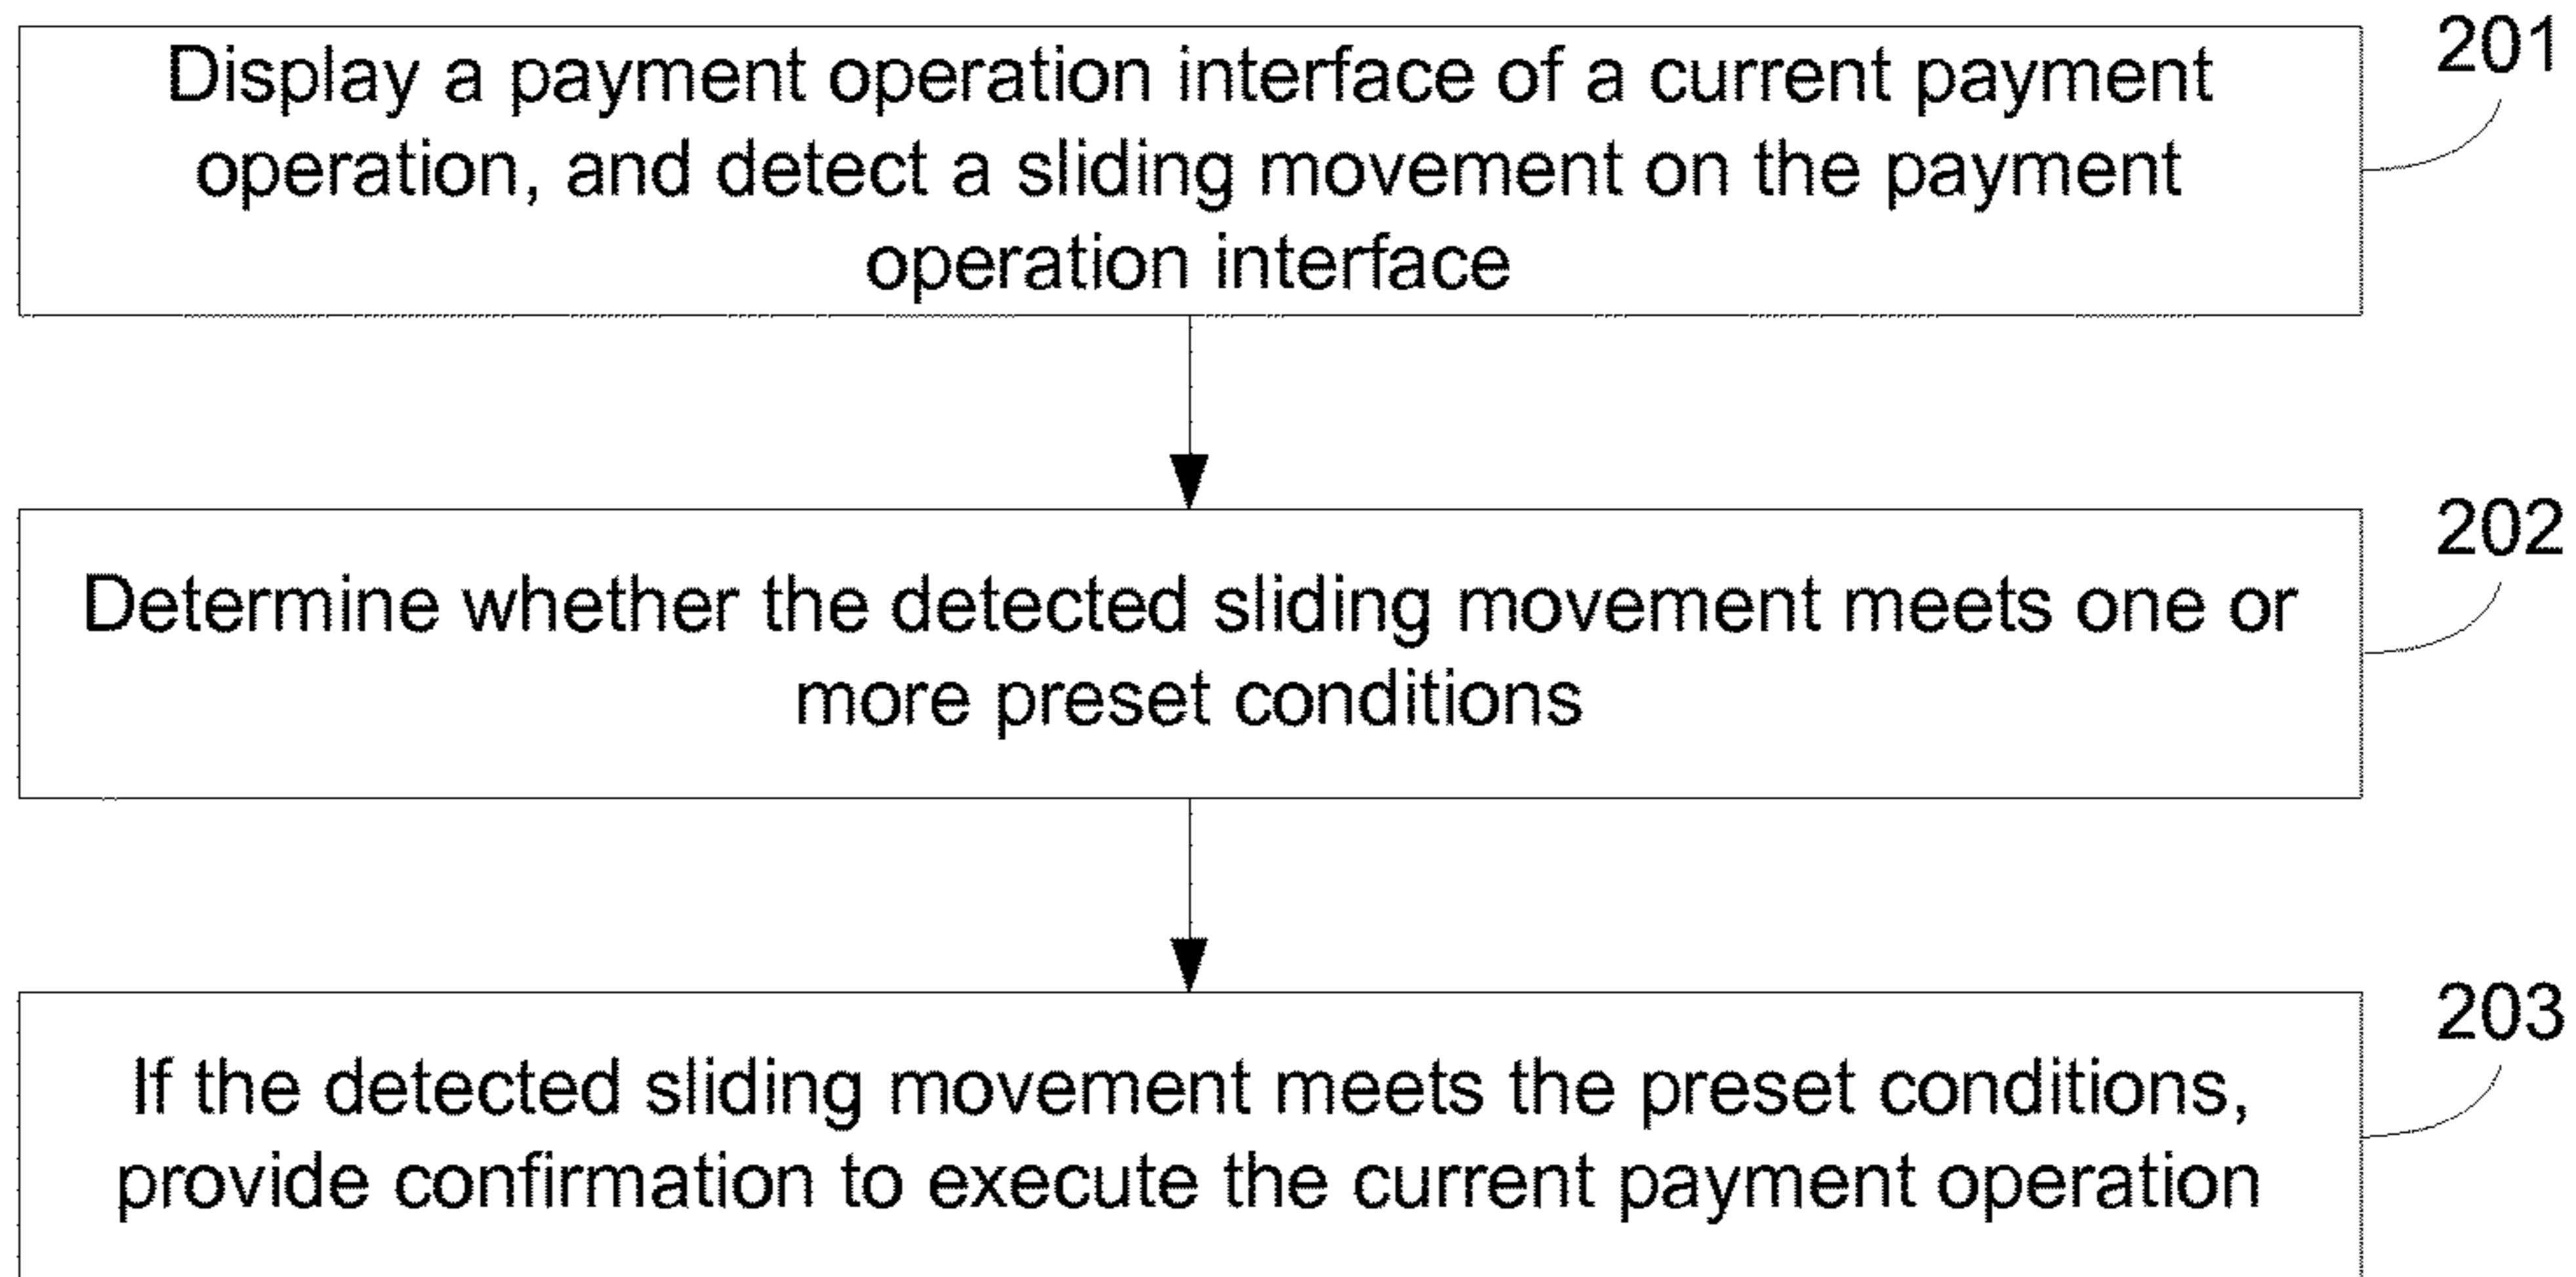 Display a payment operation interface of a current payment
operation, and detect a sliding movement on the payment
operation interface
201
Determine whether the detected sliding movement meets one or
more preset conditions
202
If the detected sliding movement meets the preset conditions,
provide confirmation to execute the current payment operation
203